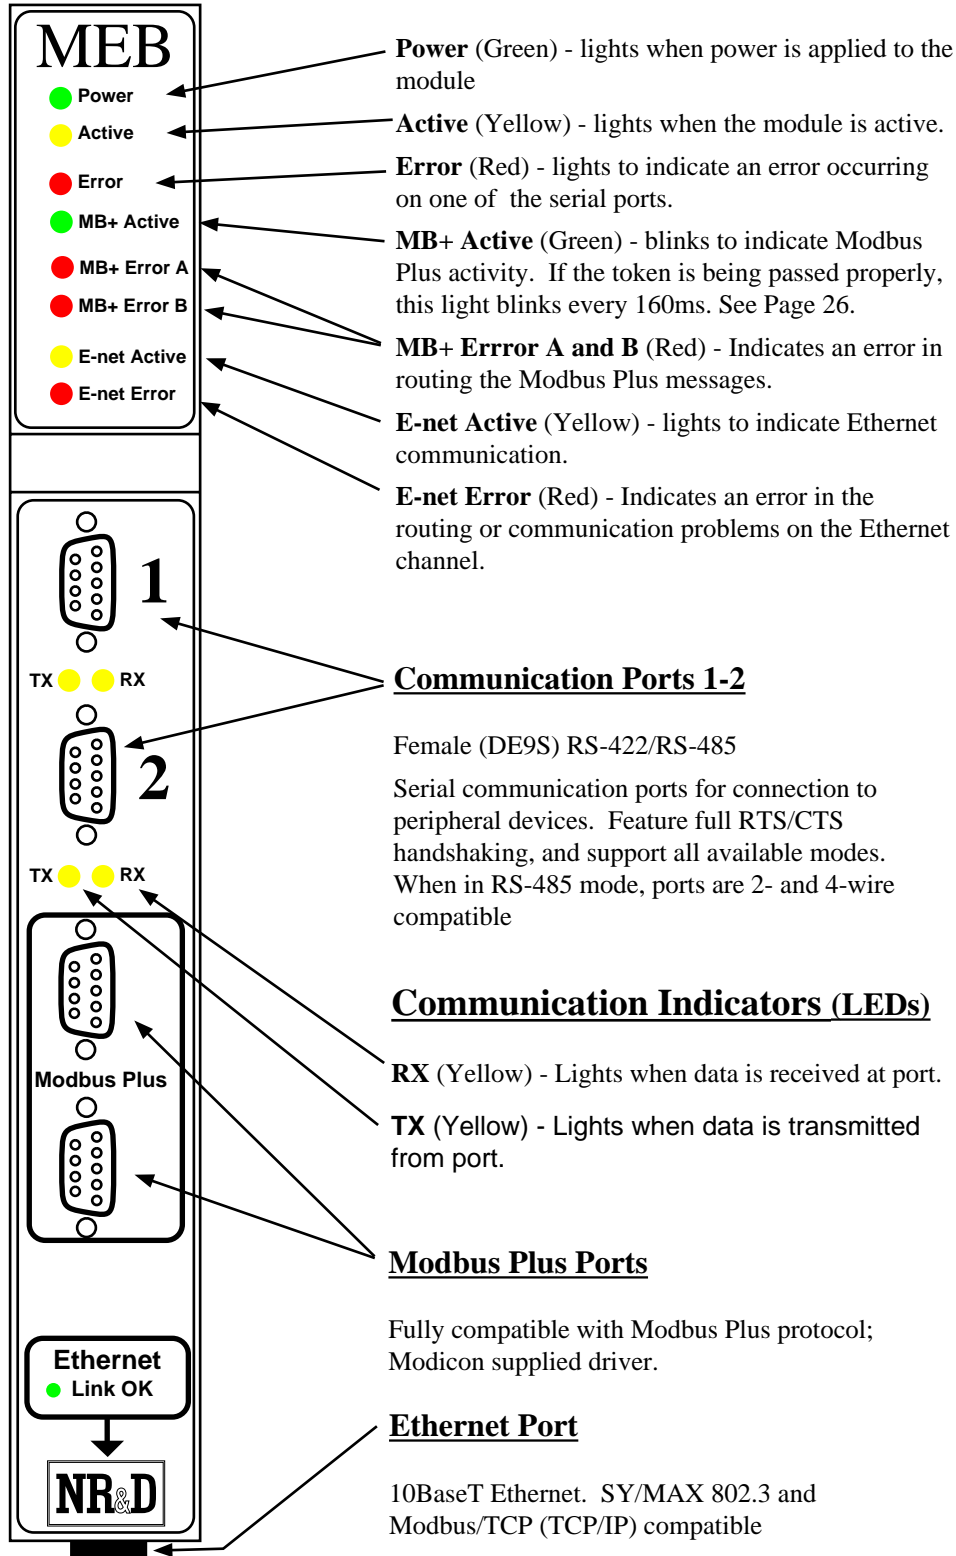 MEB
Power
Active
Error
MB+ Active
MB+ Error A
MB+ Error B
E-net Active
E-net Error
Power (Green) - lights when power is applied to the
module
Active (Yellow) - lights when the module is active.
Error (Red) - lights to indicate an error occurring
on one of the serial ports.
MB+ Active (Green) - blinks to indicate Modbus
Plus activity. If the token is being passed properly,
this light blinks every 160ms. See Page 26.
MB+ Errror A and B (Red) - Indicates an error in
routing the Modbus Plus messages.
E-net Active (Yellow) - lights to indicate Ethernet
communication.
E-net Error (Red) - Indicates an error in the
routing or communication problems on the Ethernet
channel.
1
TX RX
2
TX RX
Communication Ports 1-2
Female (DE9S) RS-422/RS-485
Serial communication ports for connection to
peripheral devices. Feature full RTS/CTS
handshaking, and support all available modes.
When in RS-485 mode, ports are 2- and 4-wire
compatible
Communication Indicators (LEDs)
RX (Yellow) - Lights when data is received at port.
TX (Yellow) - Lights when data is transmitted
from port.
Modbus Plus
Modbus Plus Ports
Fully compatible with Modbus Plus protocol;
Modicon supplied driver.
Ethernet
Link OK
NR&D
Ethernet Port
10BaseT Ethernet. SY/MAX 802.3 and
Modbus/TCP (TCP/IP) compatible